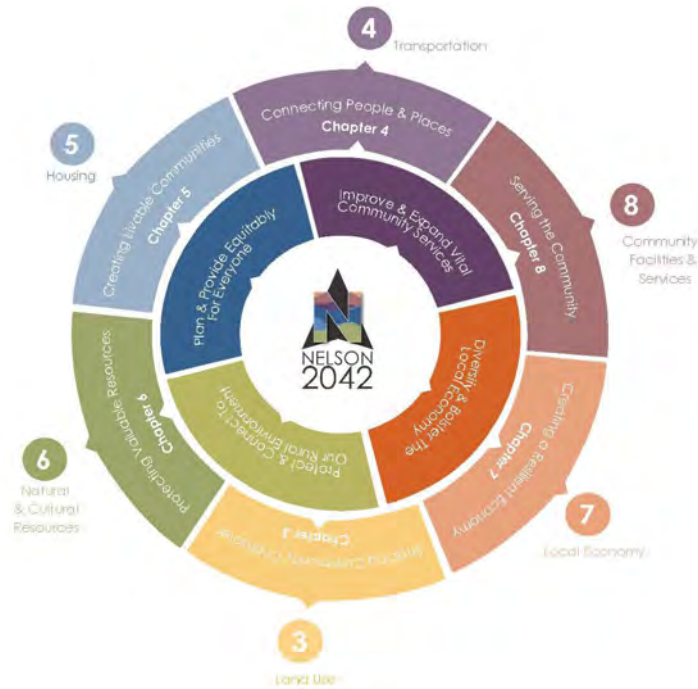 4
Transportation
Connecting People & Places
Chapter 4
5
Housing
Creating Livable Communities
Chapter 5
Serving the Community
Chapter 8
8
Community
Facilities &
Services
Plan & Provide Equitably
For Everyone
Improve & Expand Vital
Community Services
NELSON
2042
Diversify & Bolster The
Local Economy
Protect & Connect to
Our Rural Environment
Protecting Valuable Resources
Chapter 6
6
Natural
& Cultural
Resources
Creating a Resilient Economy
Chapter 7
7
Local Economy
Chapter 3
Shaping Community Character
3
Land Use